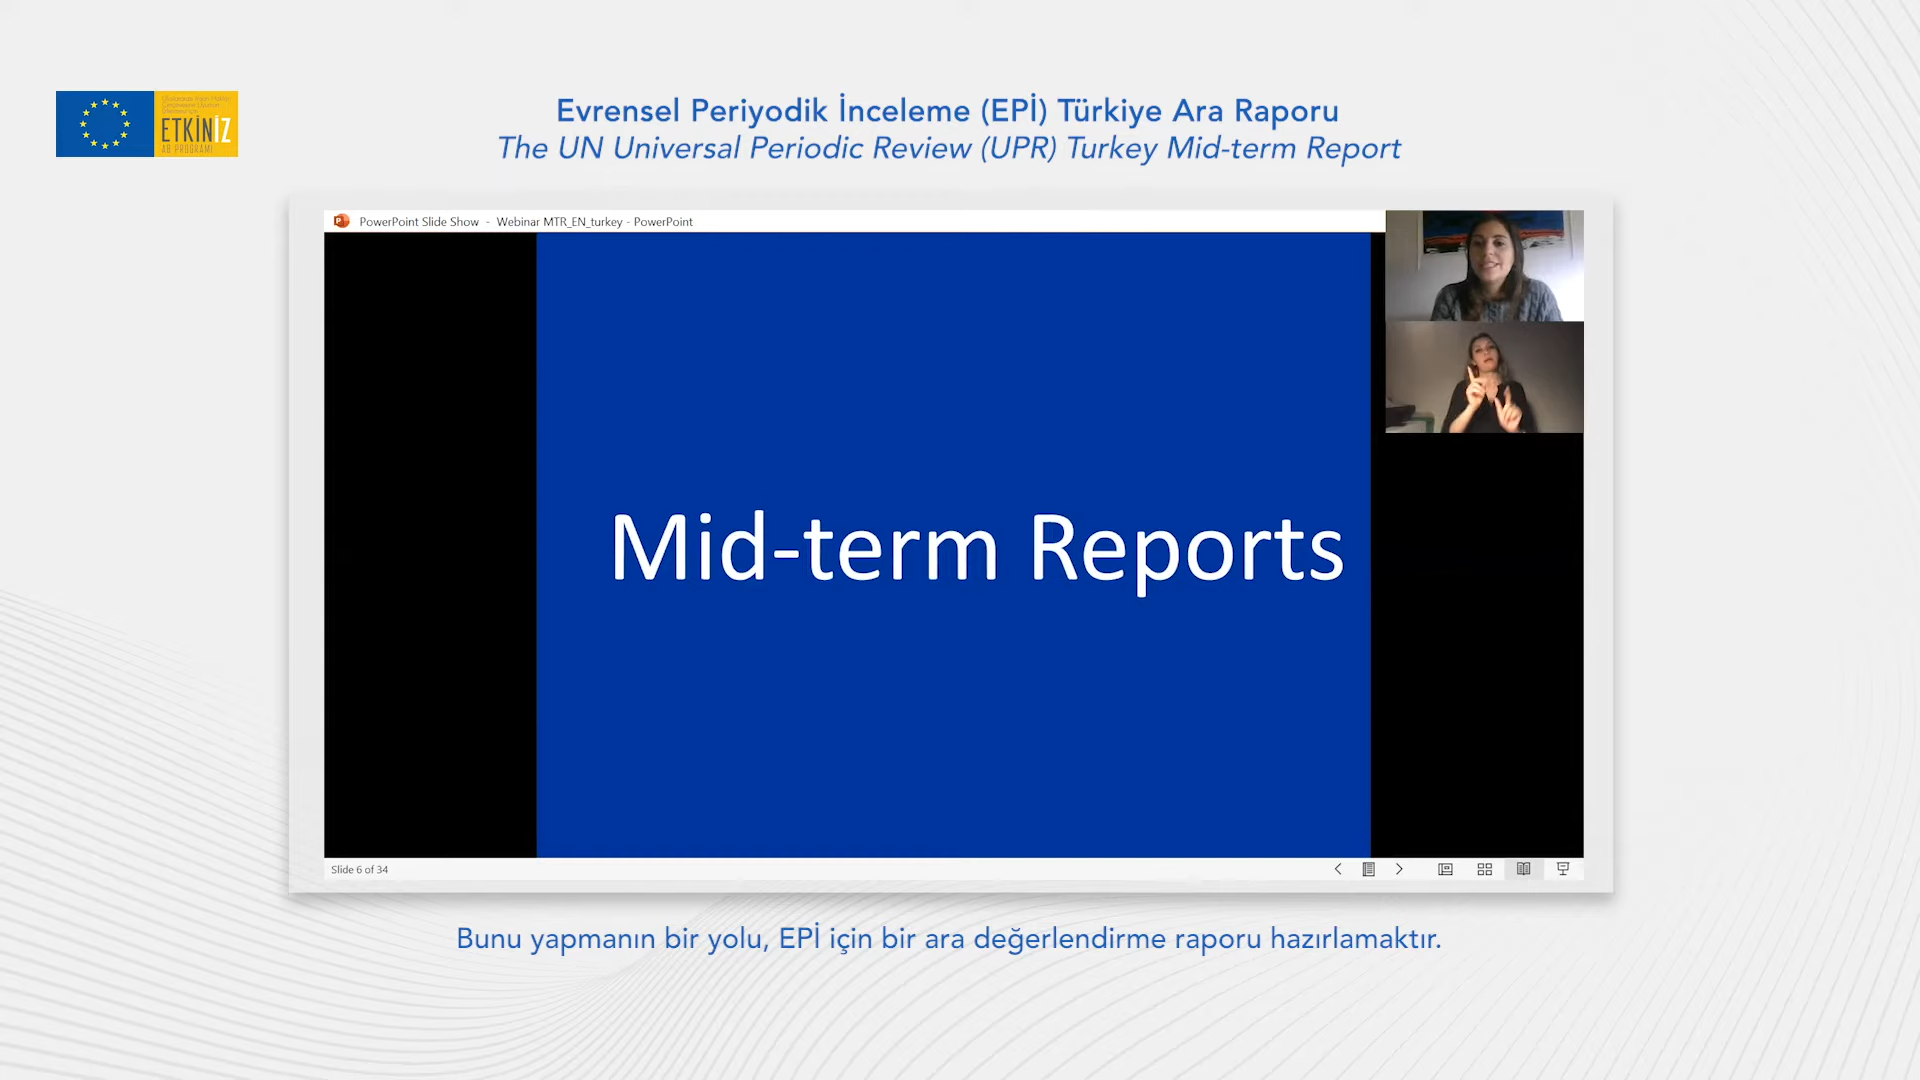 Evrensel Periyodik İnceleme (EPİ) Türkiye Ara Raporu
The UN Universal Periodic Review (UPR) Turkey Mid-term Report
ETKİNİZ
AB PROGRAMI
PowerPoint Slide Show - Webinar MTR_EN_turkey - PowerPoint
Mid-term Reports
Slide 6 of 34
Bunu yapmanın bir yolu, EPİ için bir ara değerlendirme raporu hazırlamaktır.